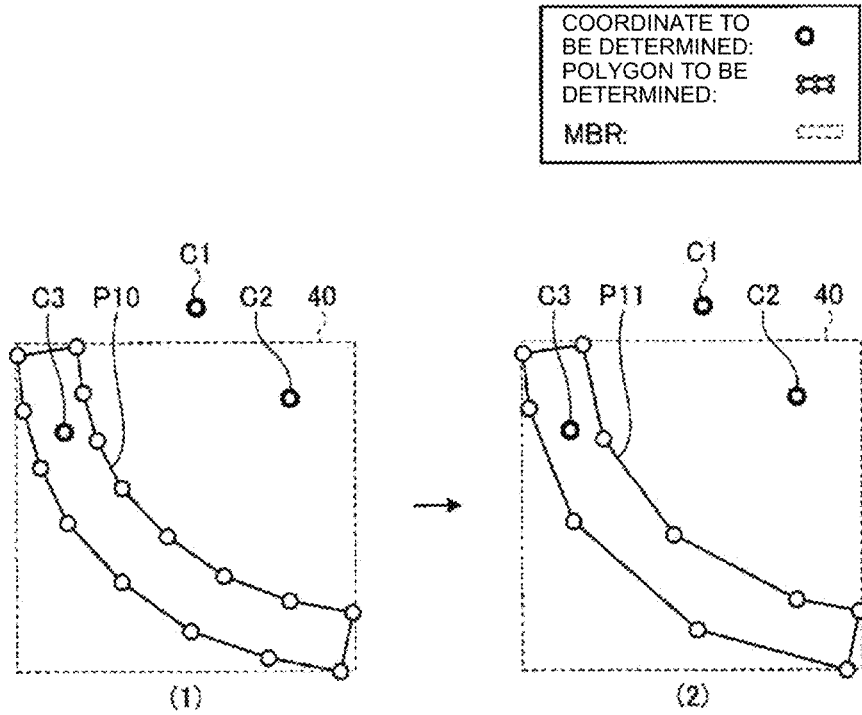 COORDINATE TO
BE DETERMINED:
POLYGON TO BE
DETERMINED:
MBR:
C1
C3 P10 C2 40
(1)
C1
C3 P11 C2 40
(2)